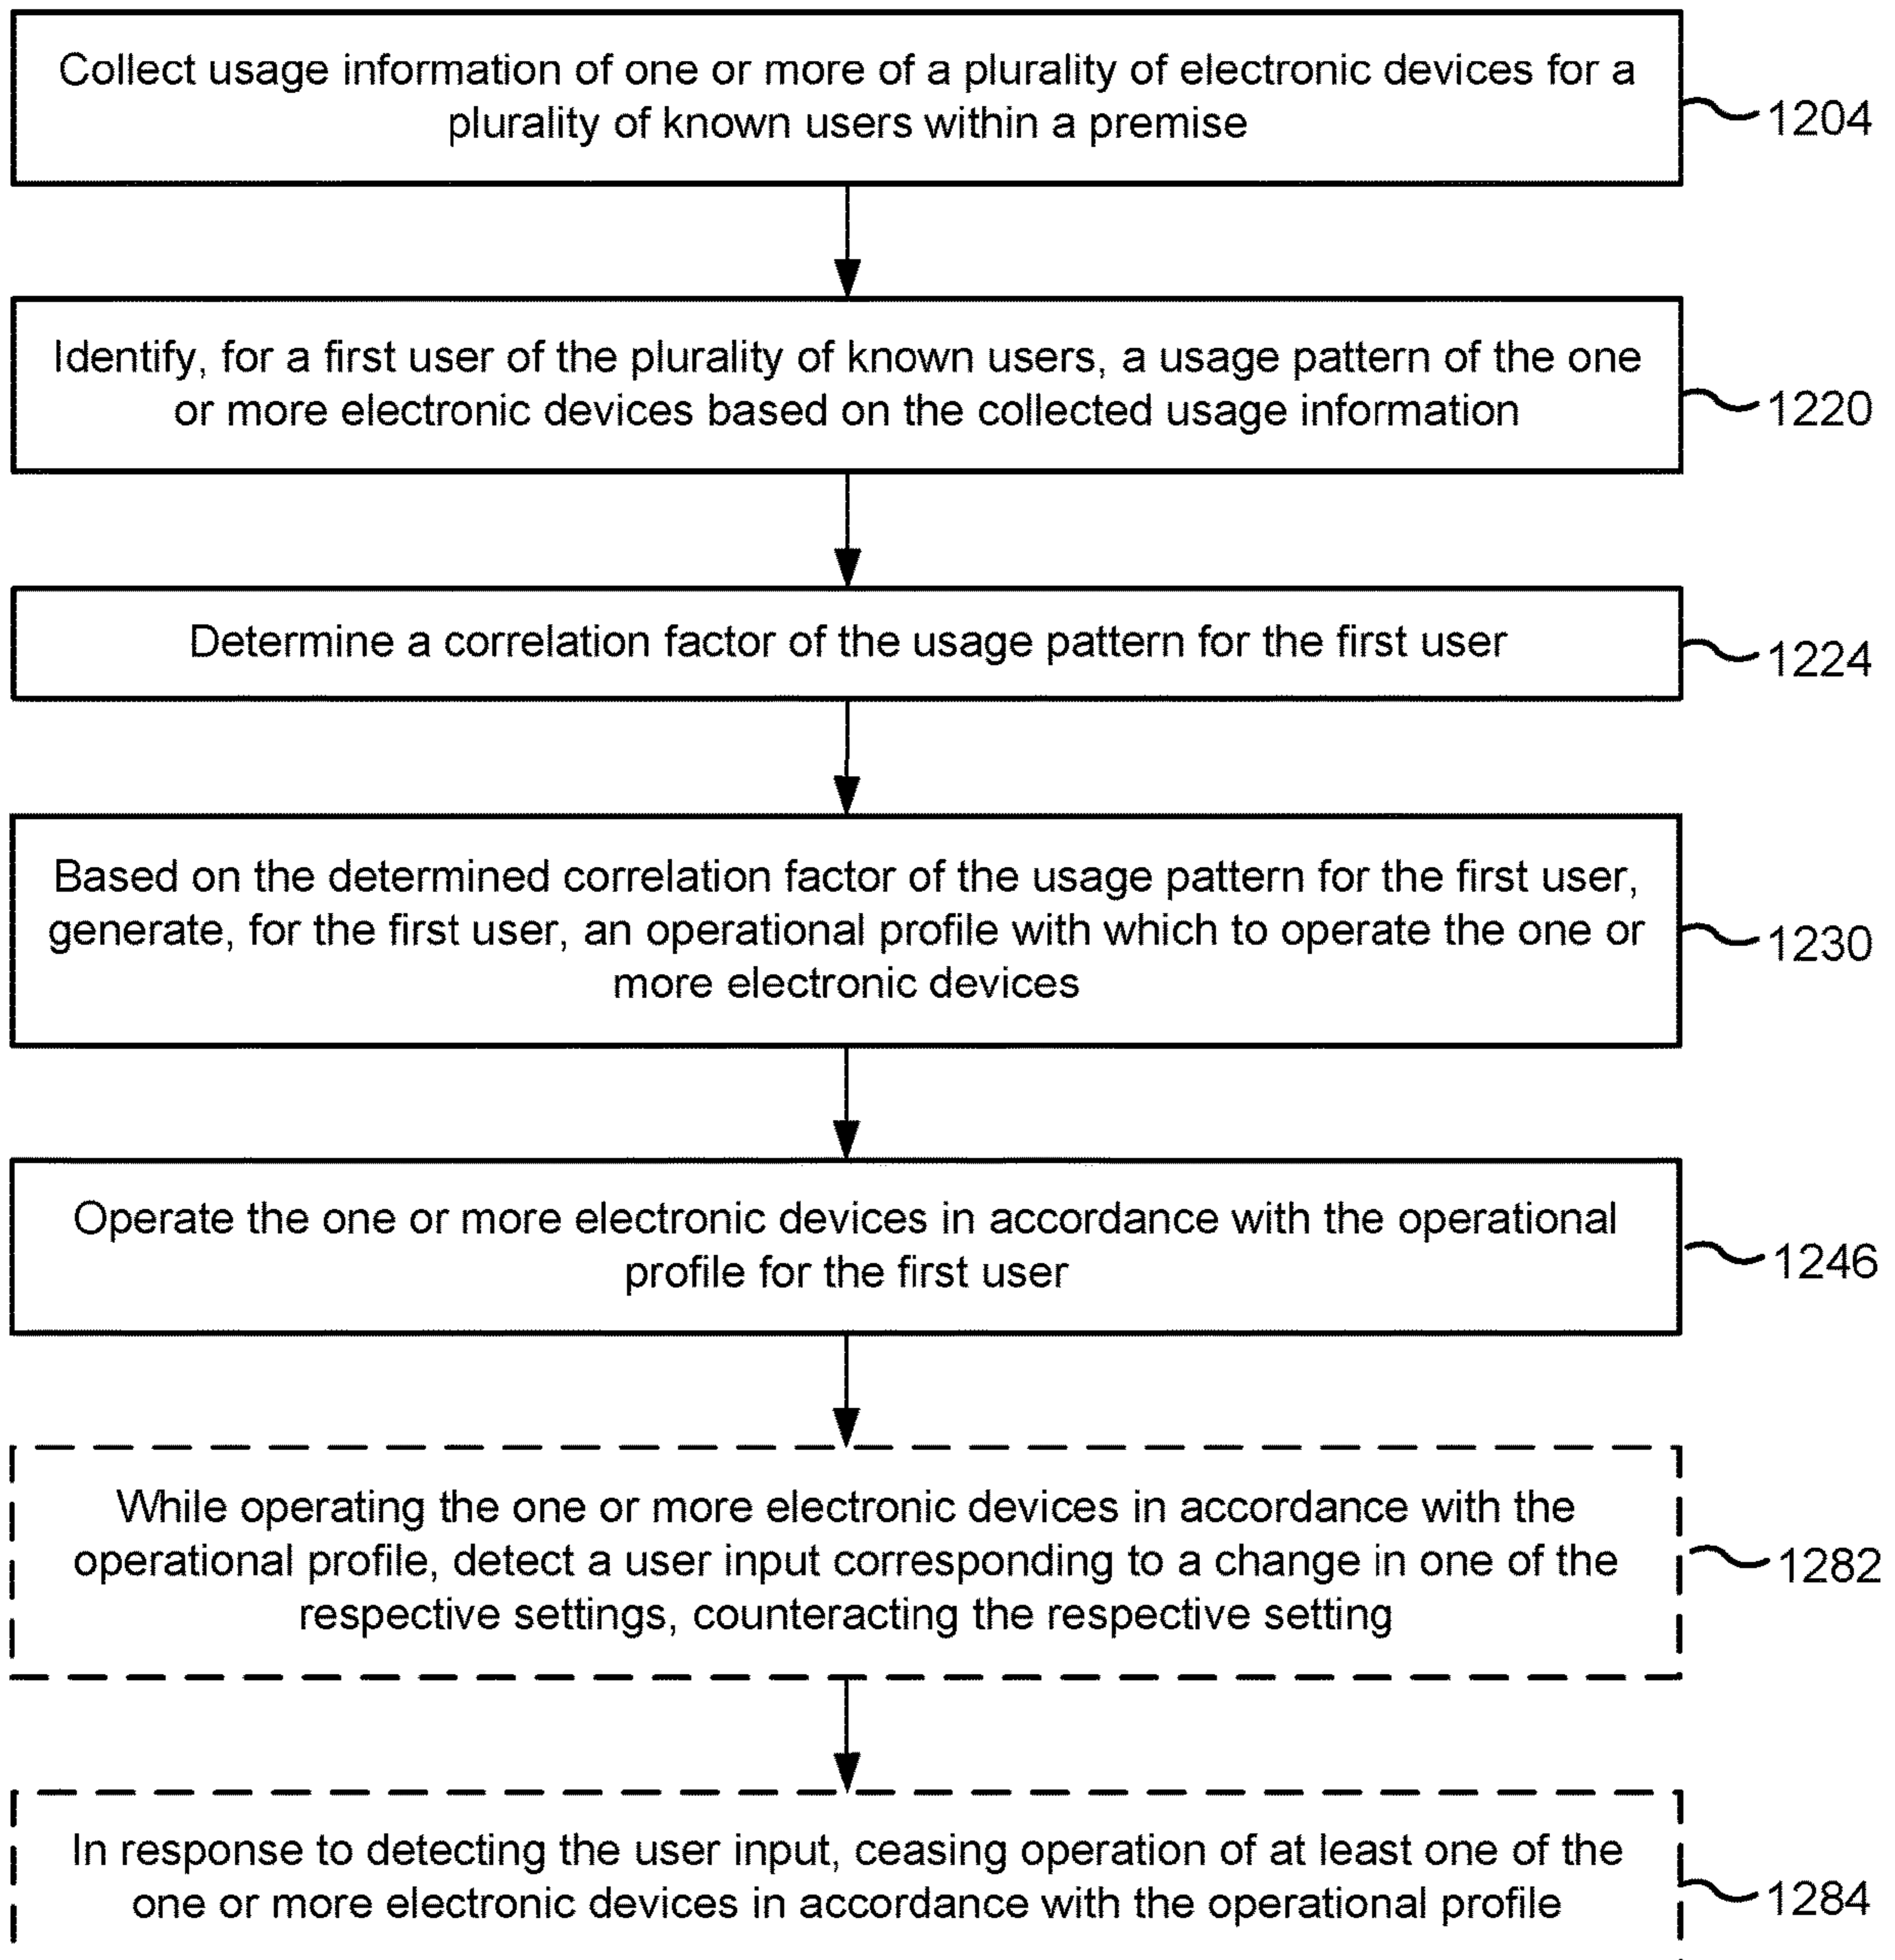 Collect usage information of one or more of a plurality of electronic devices for a
plurality of known users within a premise
1204
Identify, for a first user of the plurality of known users, a usage pattern of the one
or more electronic devices based on the collected usage information
1220
Determine a correlation factor of the usage pattern for the first user
1224
Based on the determined correlation factor of the usage pattern for the first user,
generate, for the first user, an operational profile with which to operate the one or
more electronic devices
1230
Operate the one or more electronic devices in accordance with the operational
profile for the first user
1246
While operating the one or more electronic devices in accordance with the
operational profile, detect a user input corresponding to a change in one of the
respective settings, counteracting the respective setting
1282
In response to detecting the user input, ceasing operation of at least one of the
one or more electronic devices in accordance with the operational profile
1284